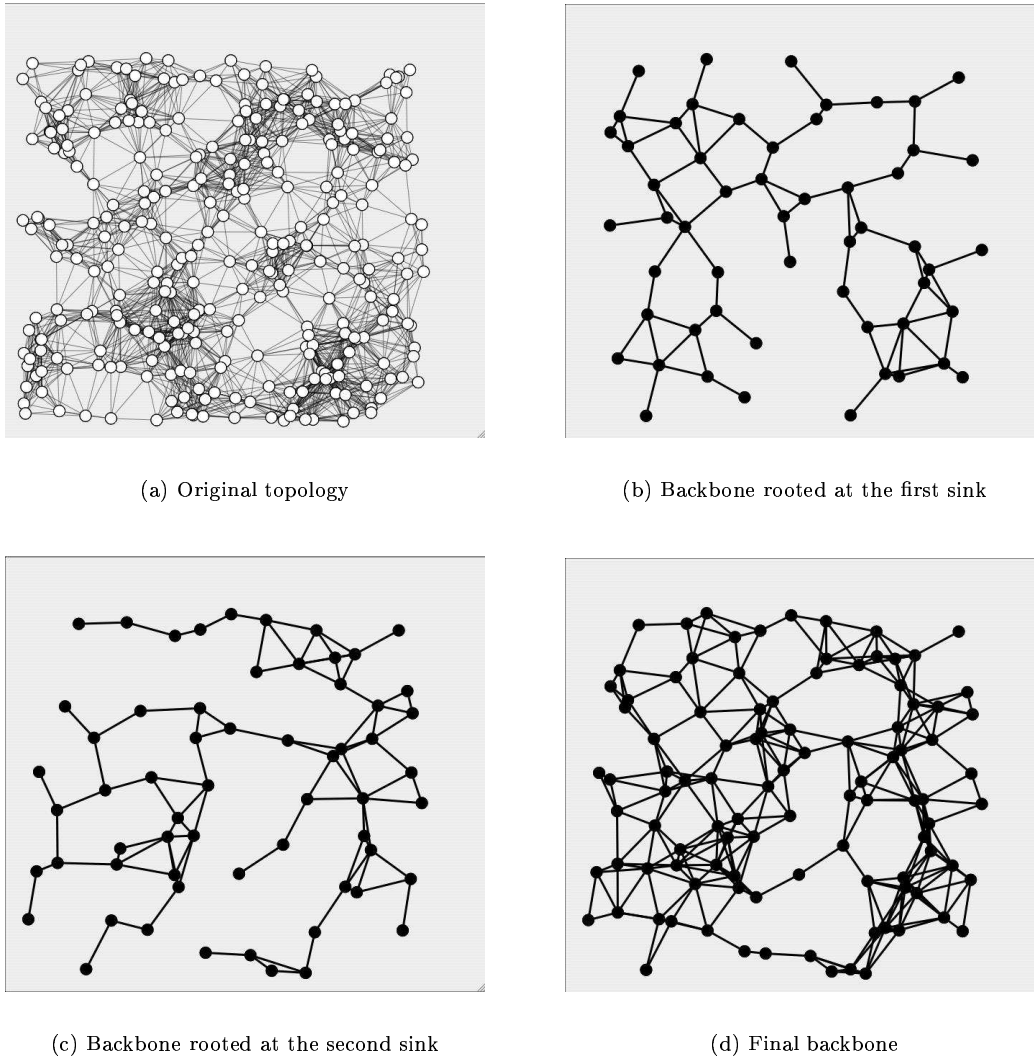 (a) Original topology
(b) Backbone rooted at the first sink
(c) Backbone rooted at the second sink
(d) Final backbone